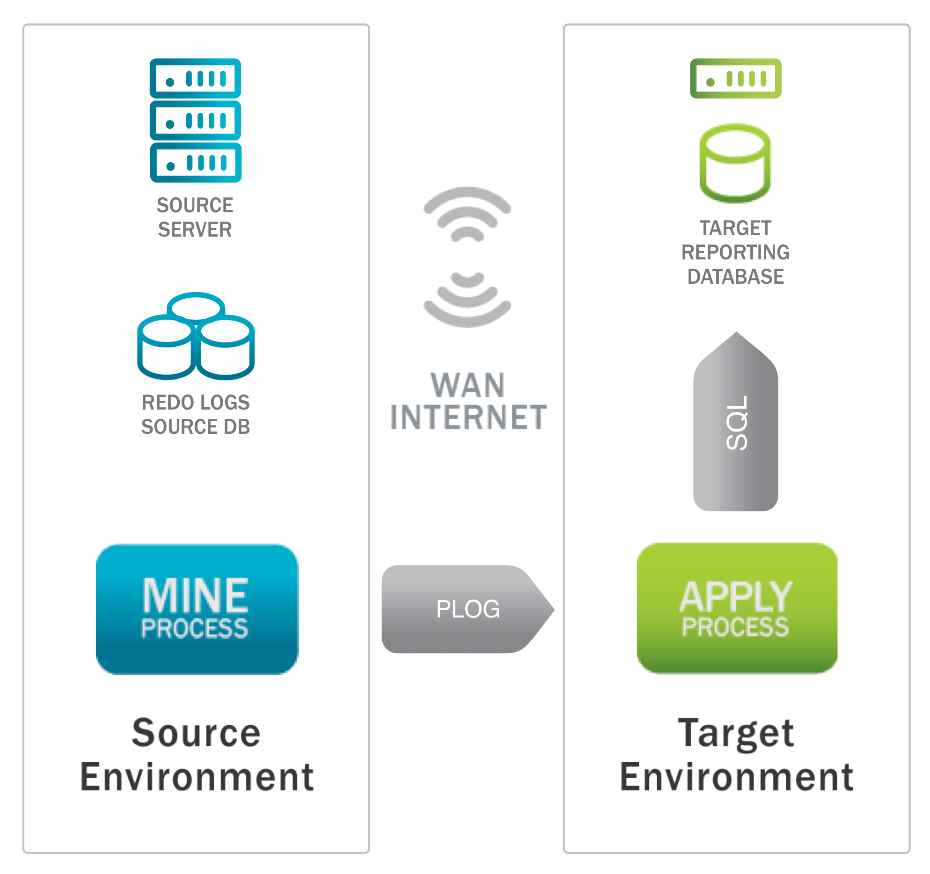 SOURCE
SERVER
REDO LOGS
SOURCE DB
MINE
PROCESS
Source
Environment
WAN
INTERNET
PLOG
TARGET
REPORTING
DATABASE
SQL
APPLY
PROCESS
Target
Environment